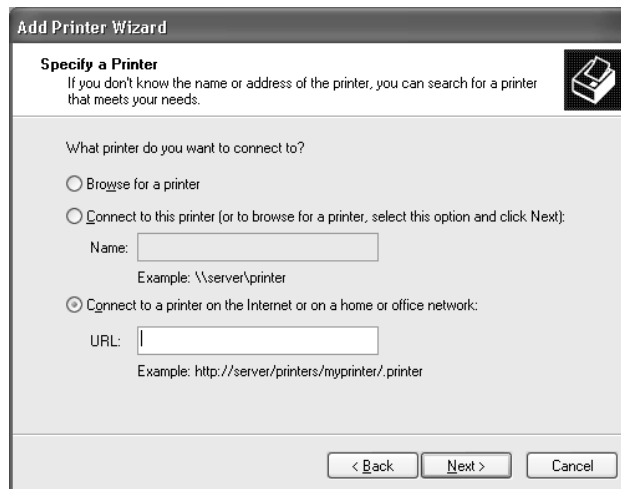 Add Printer Wizard
Specify a Printer
If you don't know the name or address of the printer, you can search for a printer
that meets your needs.
What printer do you want to connect to?
Browse for a printer
Connect to this printer (or to browse for a printer, select this option and click Next):
Name:
Example: \\server\printer
Connect to a printer on the Internet or on a home or office network:
URL:
Example: http://server/printers/myprinter/.printer
< Back Next > Cancel